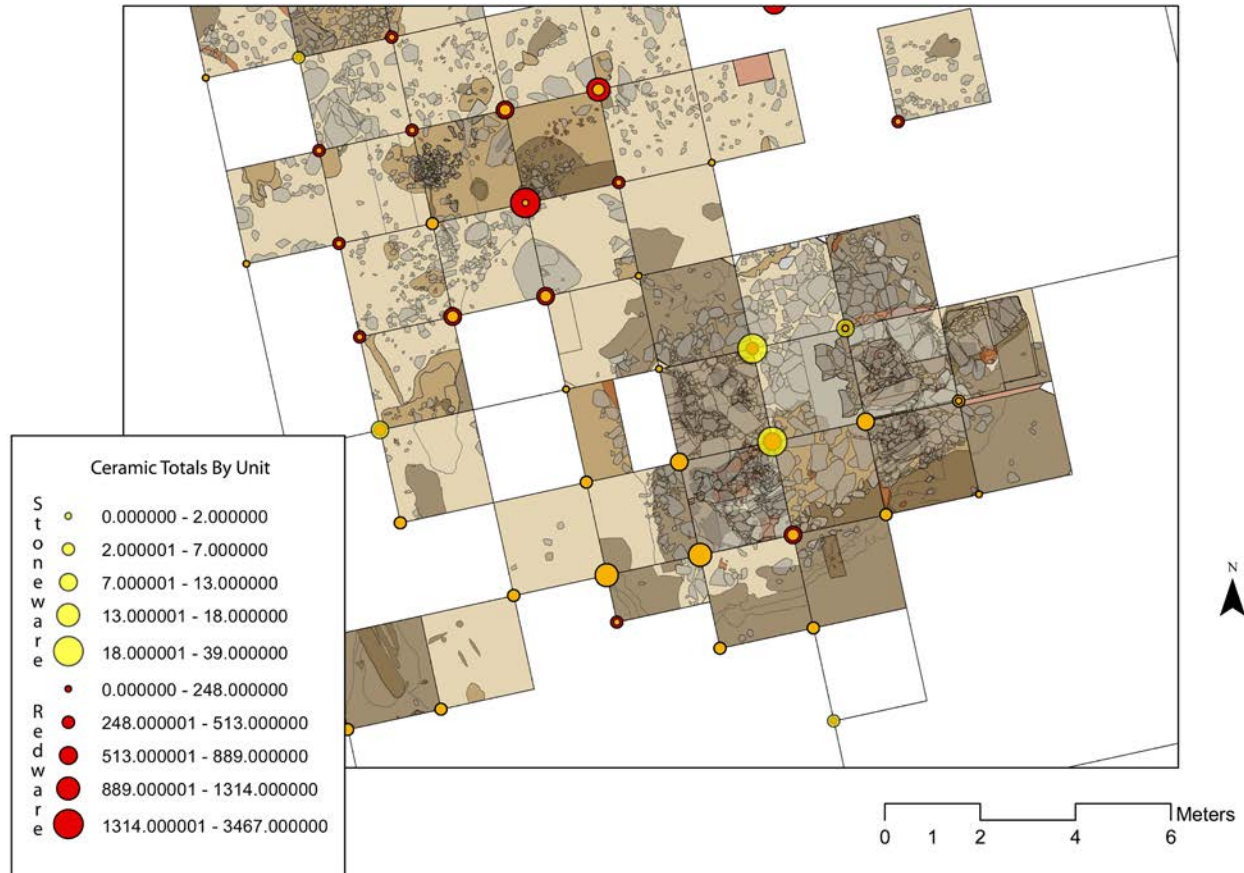 Ceramic Totals By Unit
Stoneware
0.000000 - 2.000000
2.000001 - 7.000000
7.000001 - 13.000000
13.000001 - 18.000000
18.000001 - 39.000000
Redware
0.000000 - 248.000000
248.000001 - 513.000000
513.000001 - 889.000000
889.000001 - 1314.000000
1314.000001 - 3467.000000
N
Meters
0 1 2 4 6